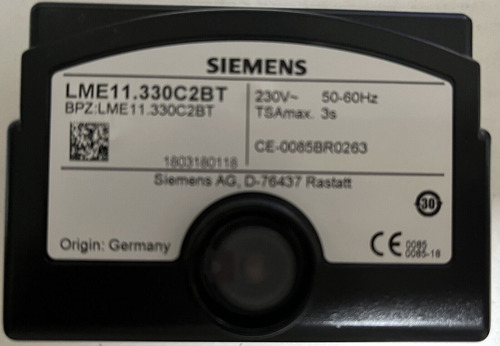 SIEMENS
LME11.330C2BT
BPZ:LME11.330C2BT
230V~ 50-60Hz
TSAmax. 3s
CE-0085BR0263
1803180118
Siemens AG, D-76437 Rastatt
30
Origin: Germany
CE 0085
0085-18